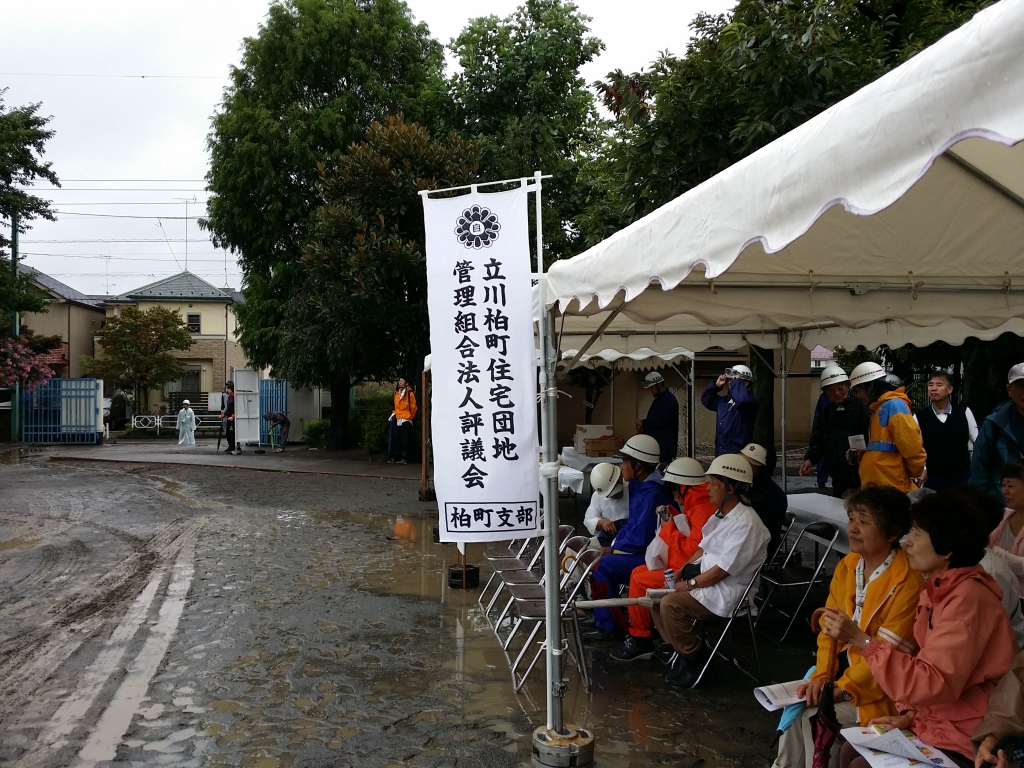 自
立川柏町住宅団地
管理組合法人評議会
柏町支部